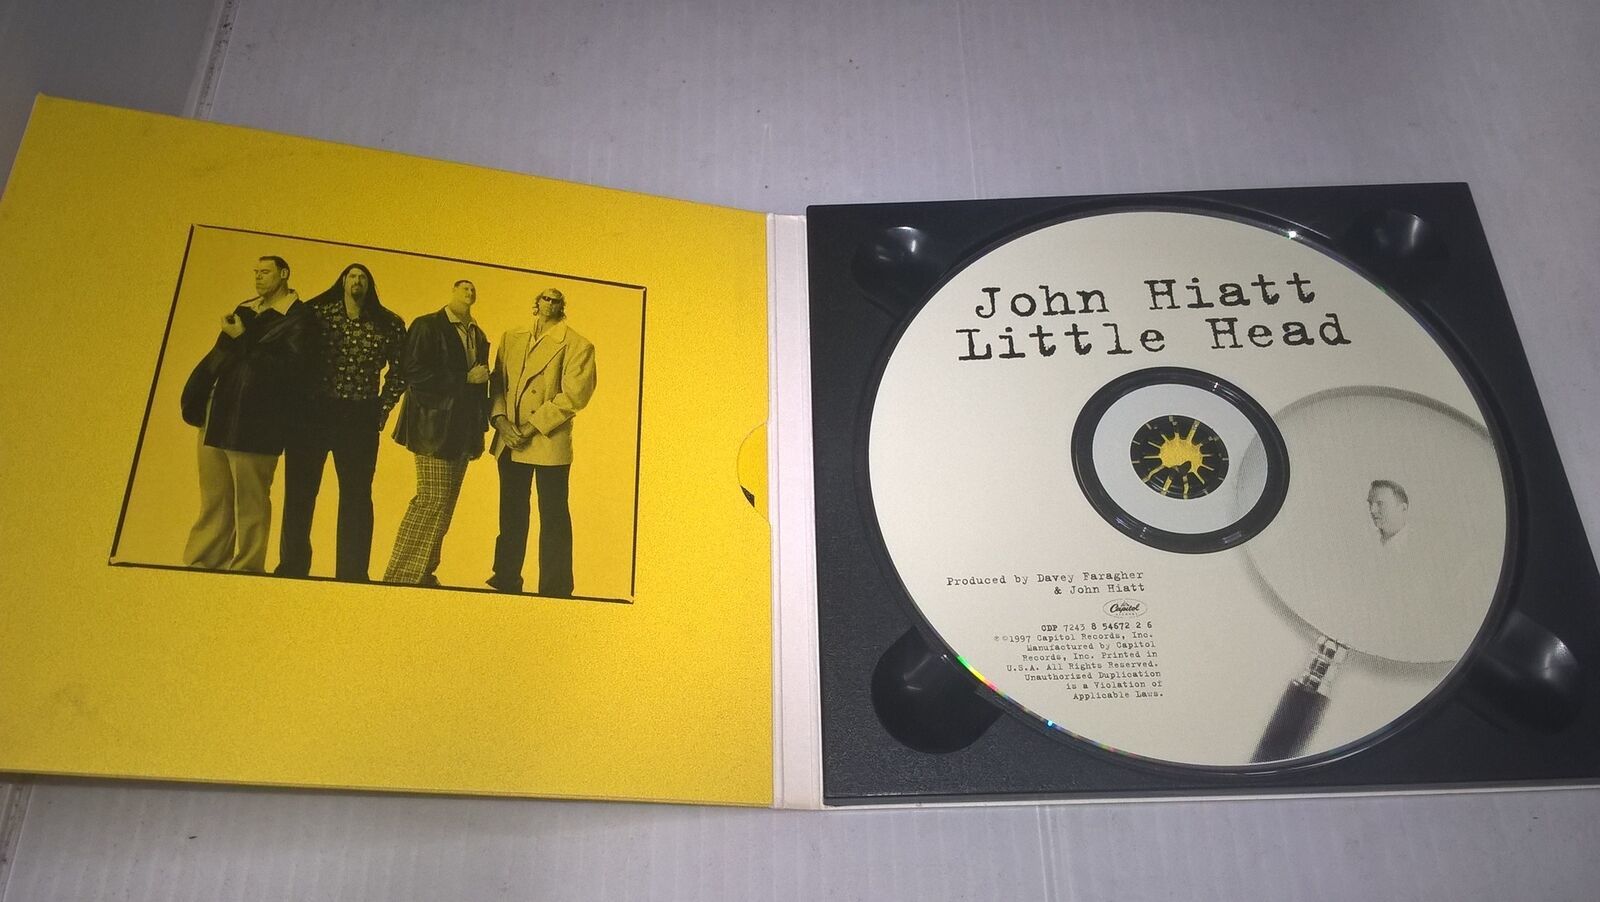 John Hiatt
Little Head
Produced by Davey Faragher
& John Hiatt
Capitol
CDP 7243 8 54672 2 6
℗©1997 Capitol Records, Inc.
Manufactured by Capitol
Records, Inc. Printed in
U.S.A. All Rights Reserved.
Unauthorized Duplication
is a Violation of
Applicable Laws.